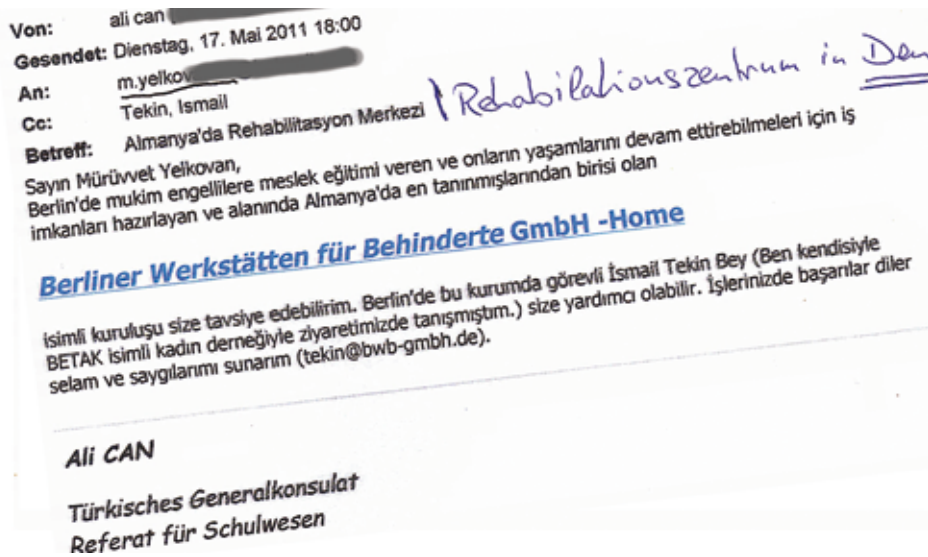 Von: ali can
Gesendet: Dienstag, 17. Mai 2011 18:00
An: m.yelkov
Cc: Tekin, Ismail
Betreff: Almanya'da Rehabilitasyon Merkezi Rehabilationszentrum in
Sayın Mürüvvet Yelkovan,
Berlin'de mukim engellilere meslek eğitimi veren ve onların yaşamlarını devam ettirebilmeleri için iş
imkanları hazırlayan ve alanında Almanya'da en tanınmışlarından birisi olan
Berliner Werkstätten für Behinderte GmbH -Home
isimli kuruluşu size tavsiye edebilirim. Berlin'de bu kurumda görevli İsmail Tekin Bey (Ben kendisiyle
BETAK isimli kadın derneğiyle ziyaretimizde tanışmıştım.) size yardımcı olabilir. İşlerinizde başarılar diler
selam ve saygılarımı sunarım (tekin@bwb-gmbh.de).
Ali CAN
Türkisches Generalkonsulat
Referat für Schulwesen